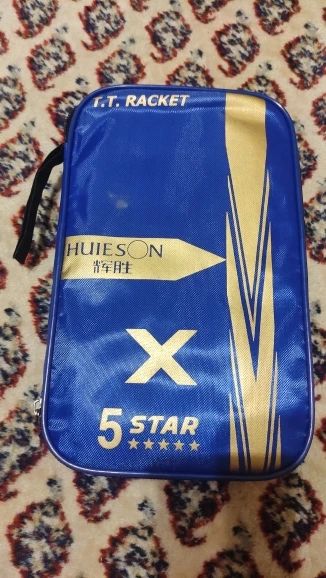 T.T. RACKET
HUIESON
辉胜
X
5 STAR